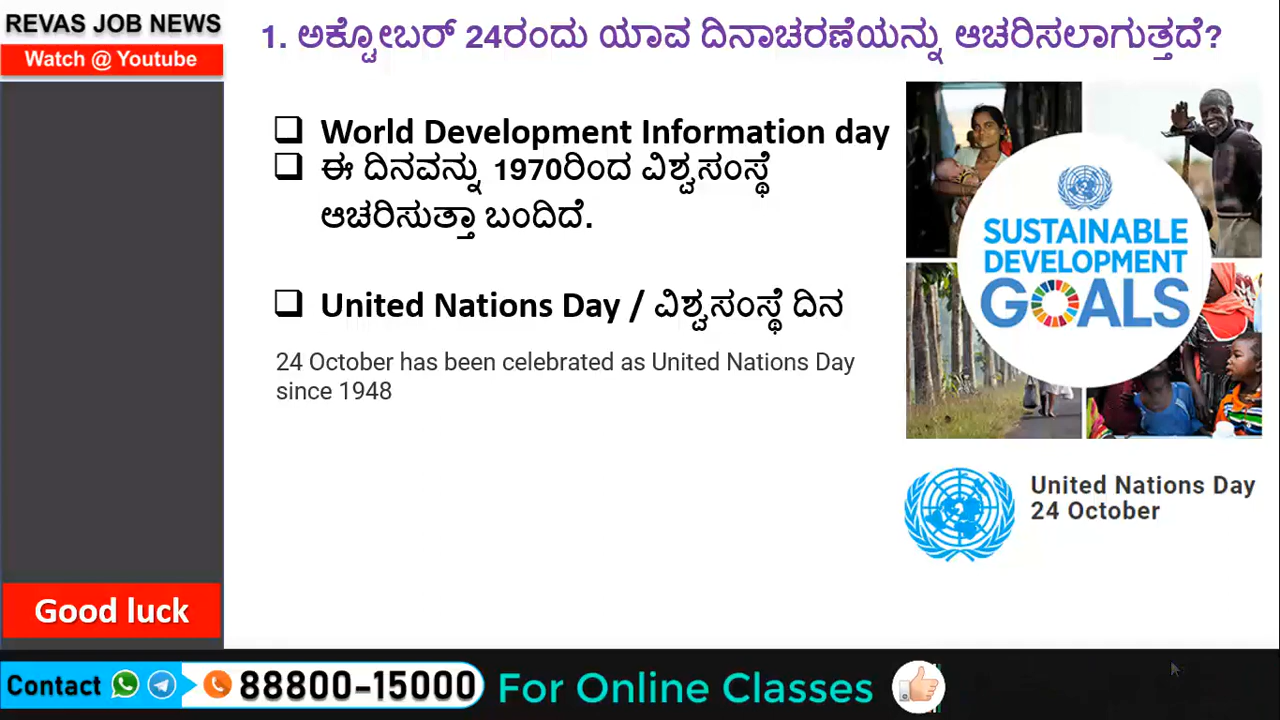 REVAS JOB NEWS
Watch @ Youtube
1. ಅಕ್ಟೋಬರ್ 24ರಂದು ಯಾವ ದಿನಾಚರಣೆಯನ್ನು ಆಚರಿಸಲಾಗುತ್ತದೆ?
World Development Information day
ಈ ದಿನವನ್ನು 1970ರಿಂದ ವಿಶ್ವಸಂಸ್ಥೆ
ಆಚರಿಸುತ್ತಾ ಬಂದಿದೆ.
United Nations Day / ವಿಶ್ವಸಂಸ್ಥೆ ದಿನ
24 October has been celebrated as United Nations Day
since 1948
SUSTAINABLE
DEVELOPMENT
GOALS
United Nations Day
24 October
Good luck
Contact 88800-15000 For Online Classes